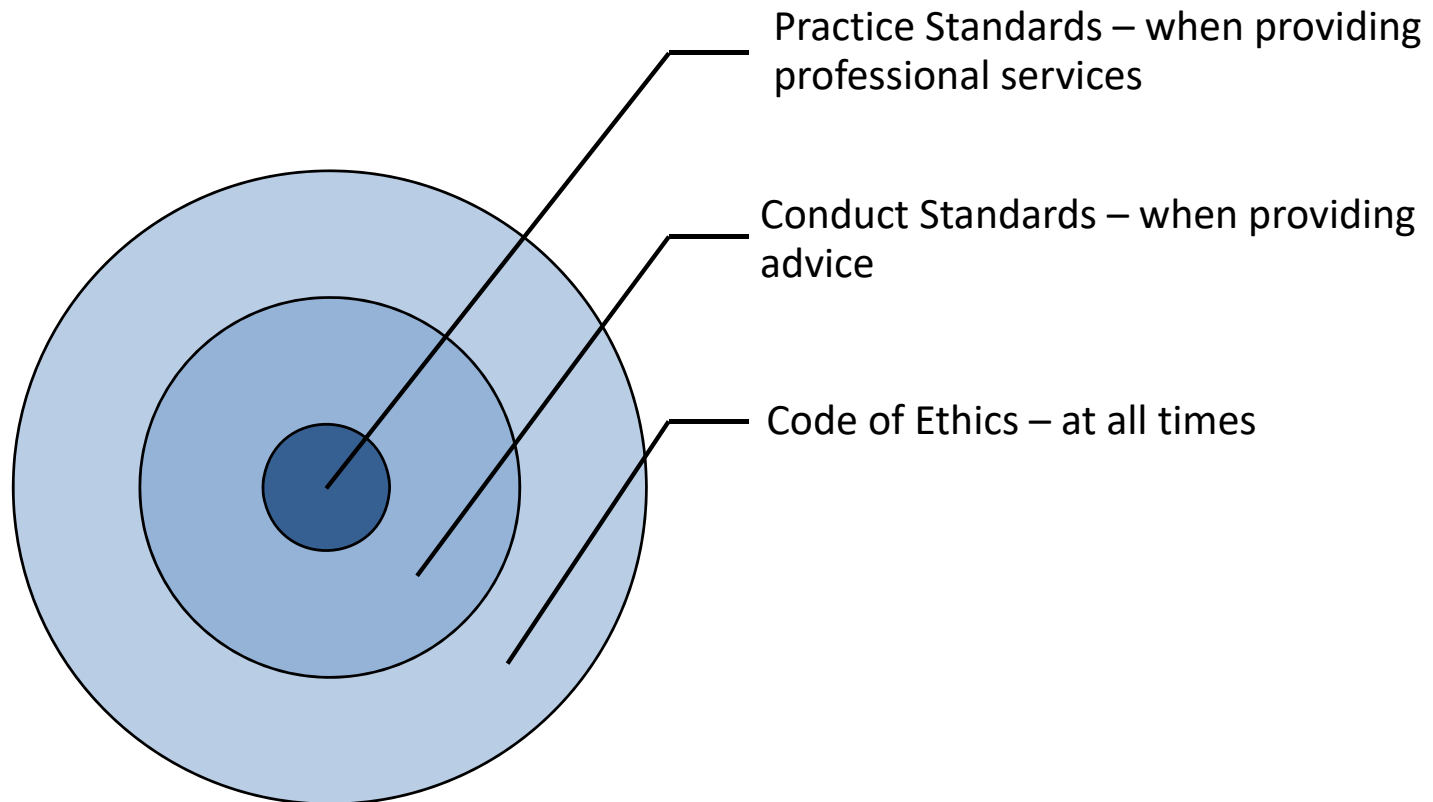 Practice Standards – when providing
professional services
Conduct Standards – when providing
advice
Code of Ethics – at all times